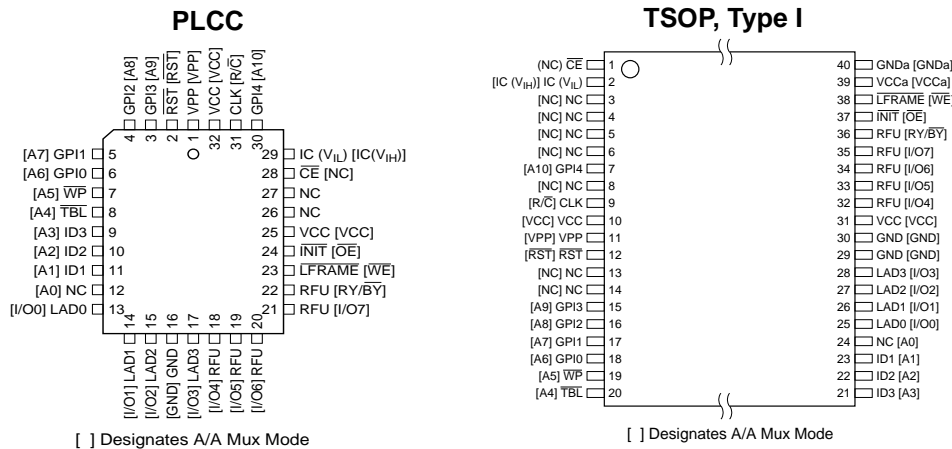 PLCC
GPI2 [A8]
GPI3 [A9]
RST [RST]
VPP [VPP]
VCC [VCC]
CLK [R/C]
GPI4 [A10]
4
3
2
1
32
31
30
[A7] GPI1 5
[A6] GPI0 6
[A5] WP 7
[A4] TBL 8
[A3] ID3 9
[A2] ID2 10
[A1] ID1 11
[A0] NC 12
[I/O0] LAD0 13
29 IC (VIL) [IC(VIH)]
28 CE [NC]
27 NC
26 NC
25 VCC [VCC]
24 INIT [OE]
23 LFRAME [WE]
22 RFU [RY/BY]
21 RFU [I/O7]
14
15
16
17
18
19
20
[I/O1] LAD1
[I/O2] LAD2
[GND] GND
[I/O3] LAD3
[I/O4] RFU
[I/O5] RFU
[I/O6] RFU
[ ] Designates A/A Mux Mode
TSOP, Type I
(NC) CE 1
[IC (VIH)] IC (VIL) 2
[NC] NC 3
[NC] NC 4
[NC] NC 5
[NC] NC 6
[A10] GPI4 7
[NC] NC 8
[R/C] CLK 9
[VCC] VCC 10
[VPP] VPP 11
[RST] RST 12
[NC] NC 13
[NC] NC 14
[A9] GPI3 15
[A8] GPI2 16
[A7] GPI1 17
[A6] GPI0 18
[A5] WP 19
[A4] TBL 20
40 GNDa [GNDa]
39 VCCa [VCCa]
38 LFRAME [WE]
37 INIT [OE]
36 RFU [RY/BY]
35 RFU [I/O7]
34 RFU [I/O6]
33 RFU [I/O5]
32 RFU [I/O4]
31 VCC [VCC]
30 GND [GND]
29 GND [GND]
28 LAD3 [I/O3]
27 LAD2 [I/O2]
26 LAD1 [I/O1]
25 LAD0 [I/O0]
24 NC [A0]
23 ID1 [A1]
22 ID2 [A2]
21 ID3 [A3]
[ ] Designates A/A Mux Mode